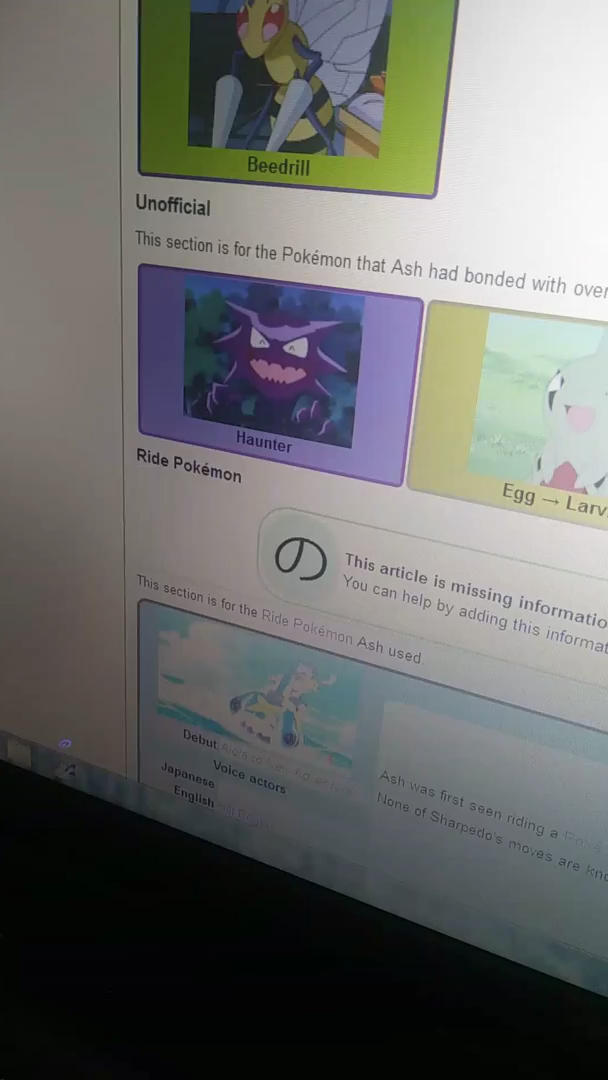 Beedrill
Unofficial
This section is for the Pokémon that Ash had bonded with over
Haunter
Egg → Larv
Ride Pokémon
の
This article is missing informatio
You can help by adding this informat
This section is for the Ride Pokémon Ash used.
Debut
Voice actors
Japanese
English
Ash was first seen riding a
None of Sharpedo's moves are kno